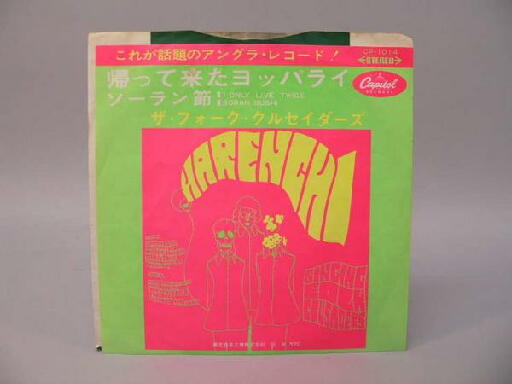 これが話題のアングラ・レコード!
CP-1014
STEREO
帰って来たヨッパライ
I ONLY LIVE TWICE
ソーラン節
SORAN BUSHI
Capitol
RECORDS
ザ・フォーク・クルセイダーズ
HARENCHI